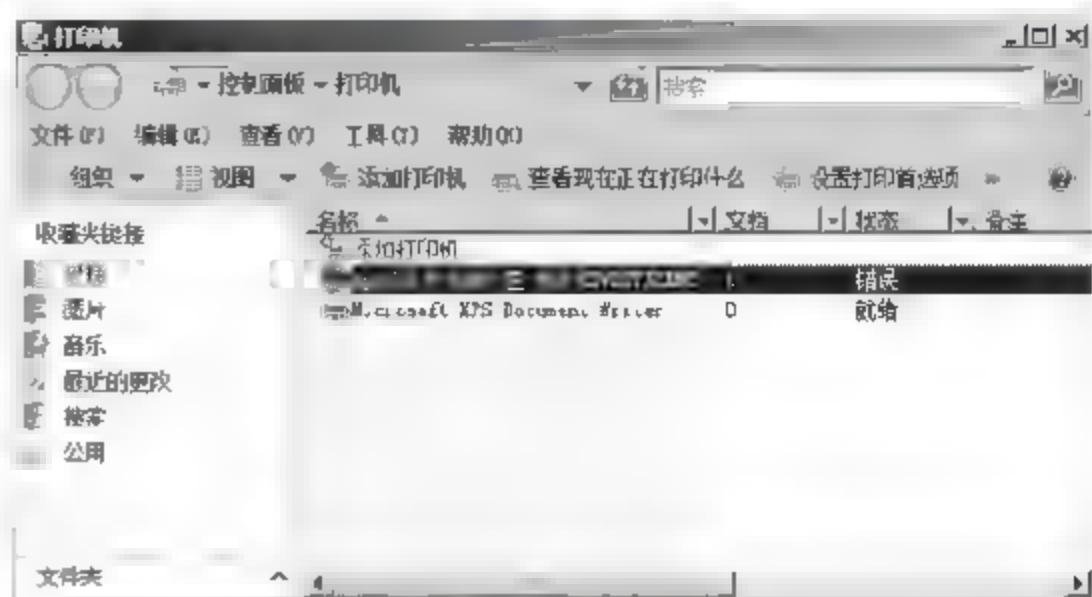 打印机
控制面板 打印机 搜索
文件(F) 编辑(E) 查看(V) 工具(T) 帮助(H)
组织 视图 添加打印机 查看现在正在打印什么 设置打印首选项 »
收藏夹链接
图片
音乐
最近的更改
搜索
公用
文件夹
名称 文档 状态 备注
添加打印机
错误
Microsoft XPS Document Writer 0 就绪